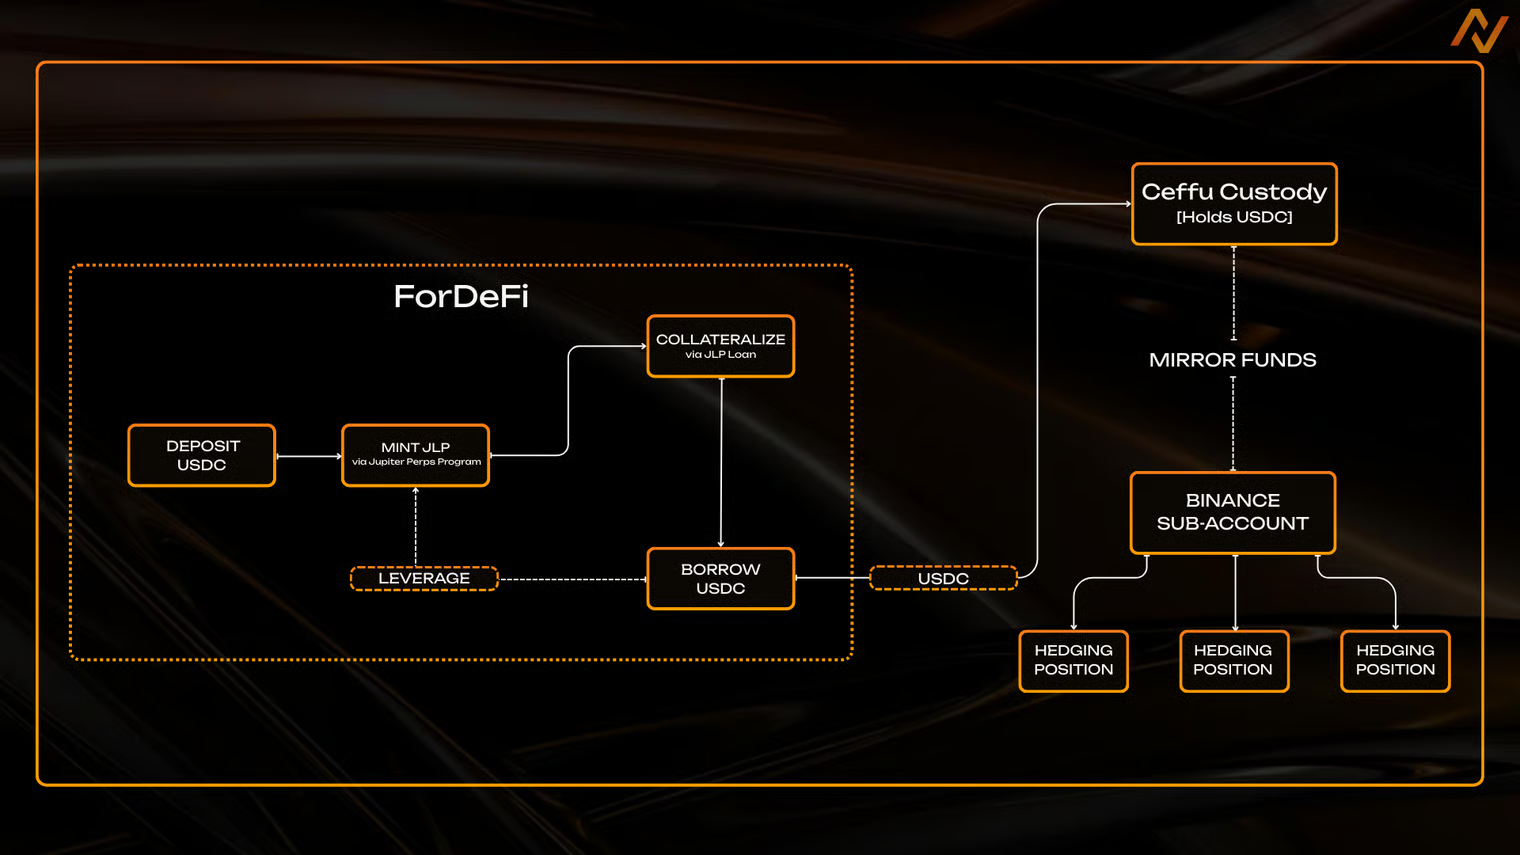 ForDeFi
DEPOSIT
USDC
MINT JLP
via Jupiter Perps Program
COLLATERALIZE
via JLP Loan
LEVERAGE
BORROW
USDC
USDC
Ceffu Custody
[Holds USDC]
MIRROR FUNDS
BINANCE
SUB-ACCOUNT
HEDGING
POSITION
HEDGING
POSITION
HEDGING
POSITION